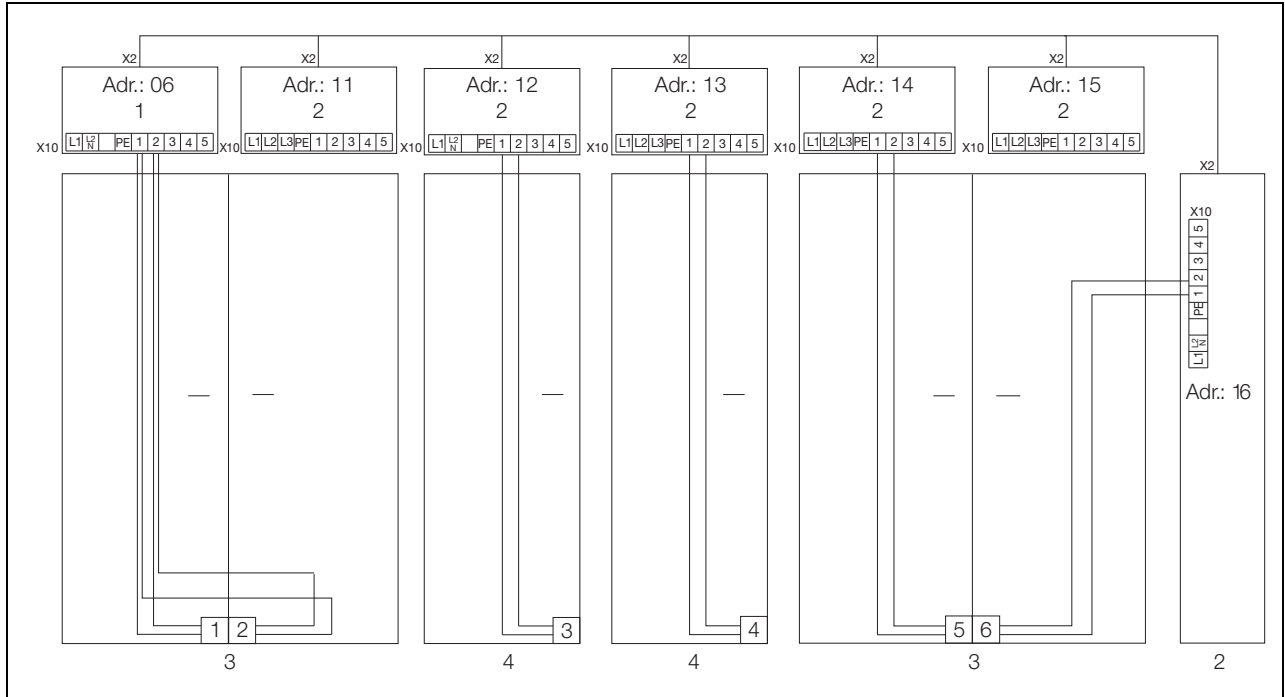 X2 X2 X2 X2 X2 X2
Adr.: 06 Adr.: 11 Adr.: 12 Adr.: 13 Adr.: 14 Adr.: 15
1 2 2 2 2 2
X10 L1 L2 N PE 1 2 3 4 5
X10 L1 L2 L3 PE 1 2 3 4 5
X10 L1 L2 N PE 1 2 3 4 5
X10 L1 L2 L3 PE 1 2 3 4 5
X10 L1 L2 L3 PE 1 2 3 4 5
X10 L1 L2 L3 PE 1 2 3 4 5
X2
X10
L1 L2 N PE 1 2 3 4 5
Adr.: 16
— — — — — —
1 2 3 4 5 6
3 4 4 3 2